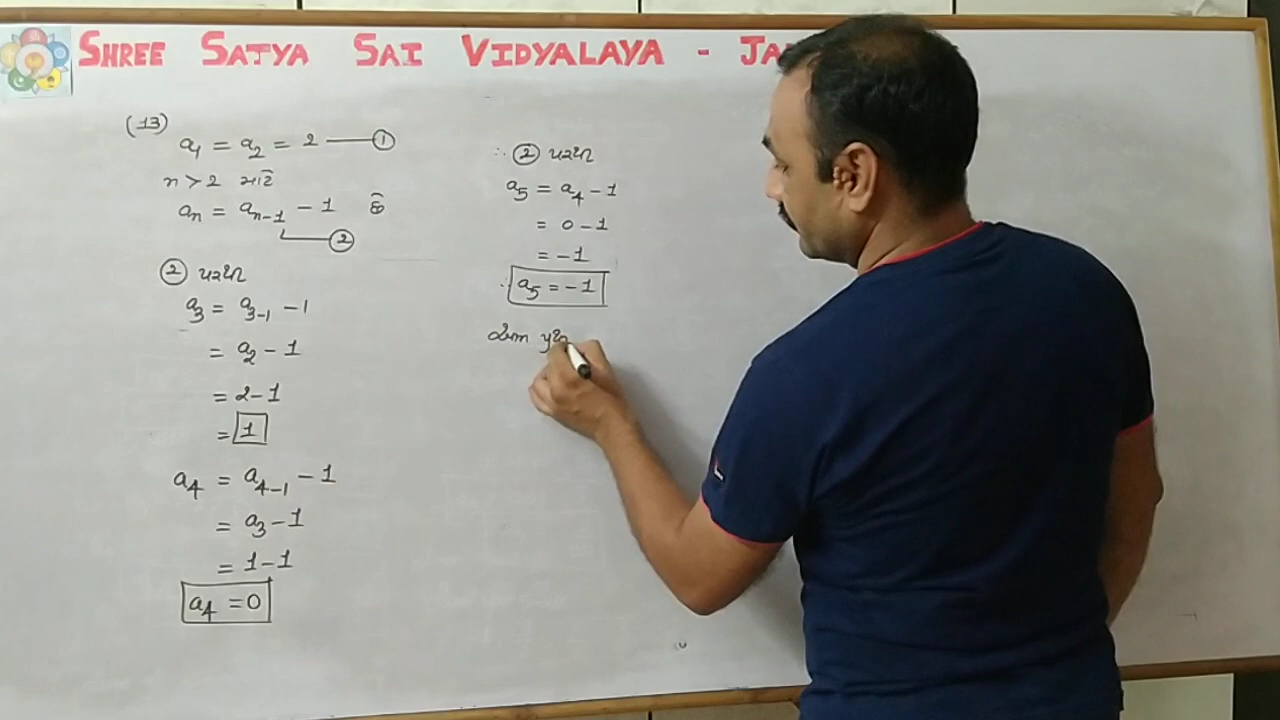 SHREE SATYA SAI VIDYALAYA - JA
(13)
a₁ = a₂ = 2 —— ①
n > 2 માટે
aₙ = aₙ₋₁ - 1 છે
②
② પરથી
a₃ = a₃₋₁ - 1
= a₂ - 1
= 2 - 1
= 1
a₄ = a₄₋₁ - 1
= a₃ - 1
= 1 - 1
a₄ = 0
∴ ② પરથી
a₅ = a₄ - 1
= 0 - 1
= -1
∴ a₅ = -1